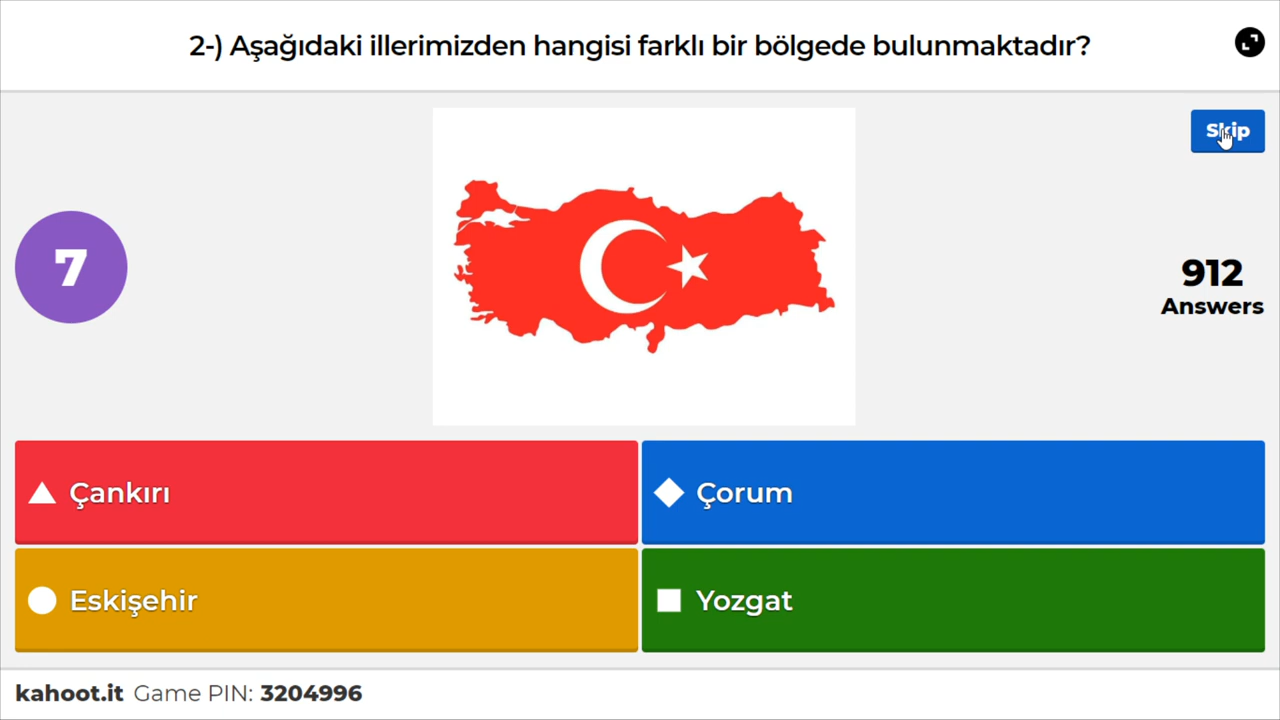 2-) Aşağıdaki illerimizden hangisi farklı bir bölgede bulunmaktadır?
Skip
7
912
Answers
Çankırı
Çorum
Eskişehir
Yozgat
kahoot.it Game PIN: 3204996